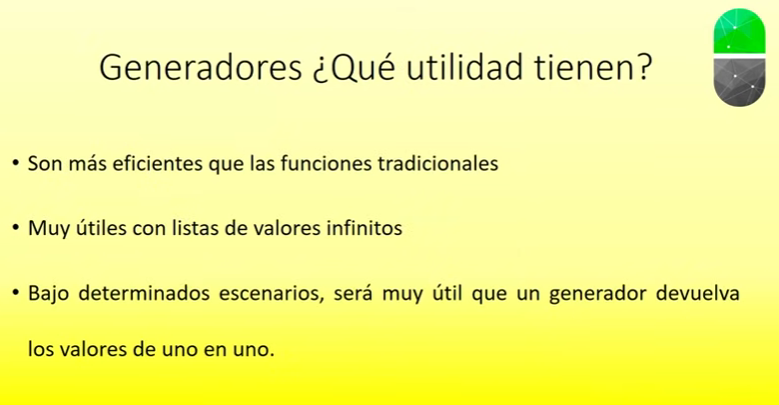 Generadores ¿Qué utilidad tienen?
• Son más eficientes que las funciones tradicionales
• Muy útiles con listas de valores infinitos
• Bajo determinados escenarios, será muy útil que un generador devuelva
los valores de uno en uno.